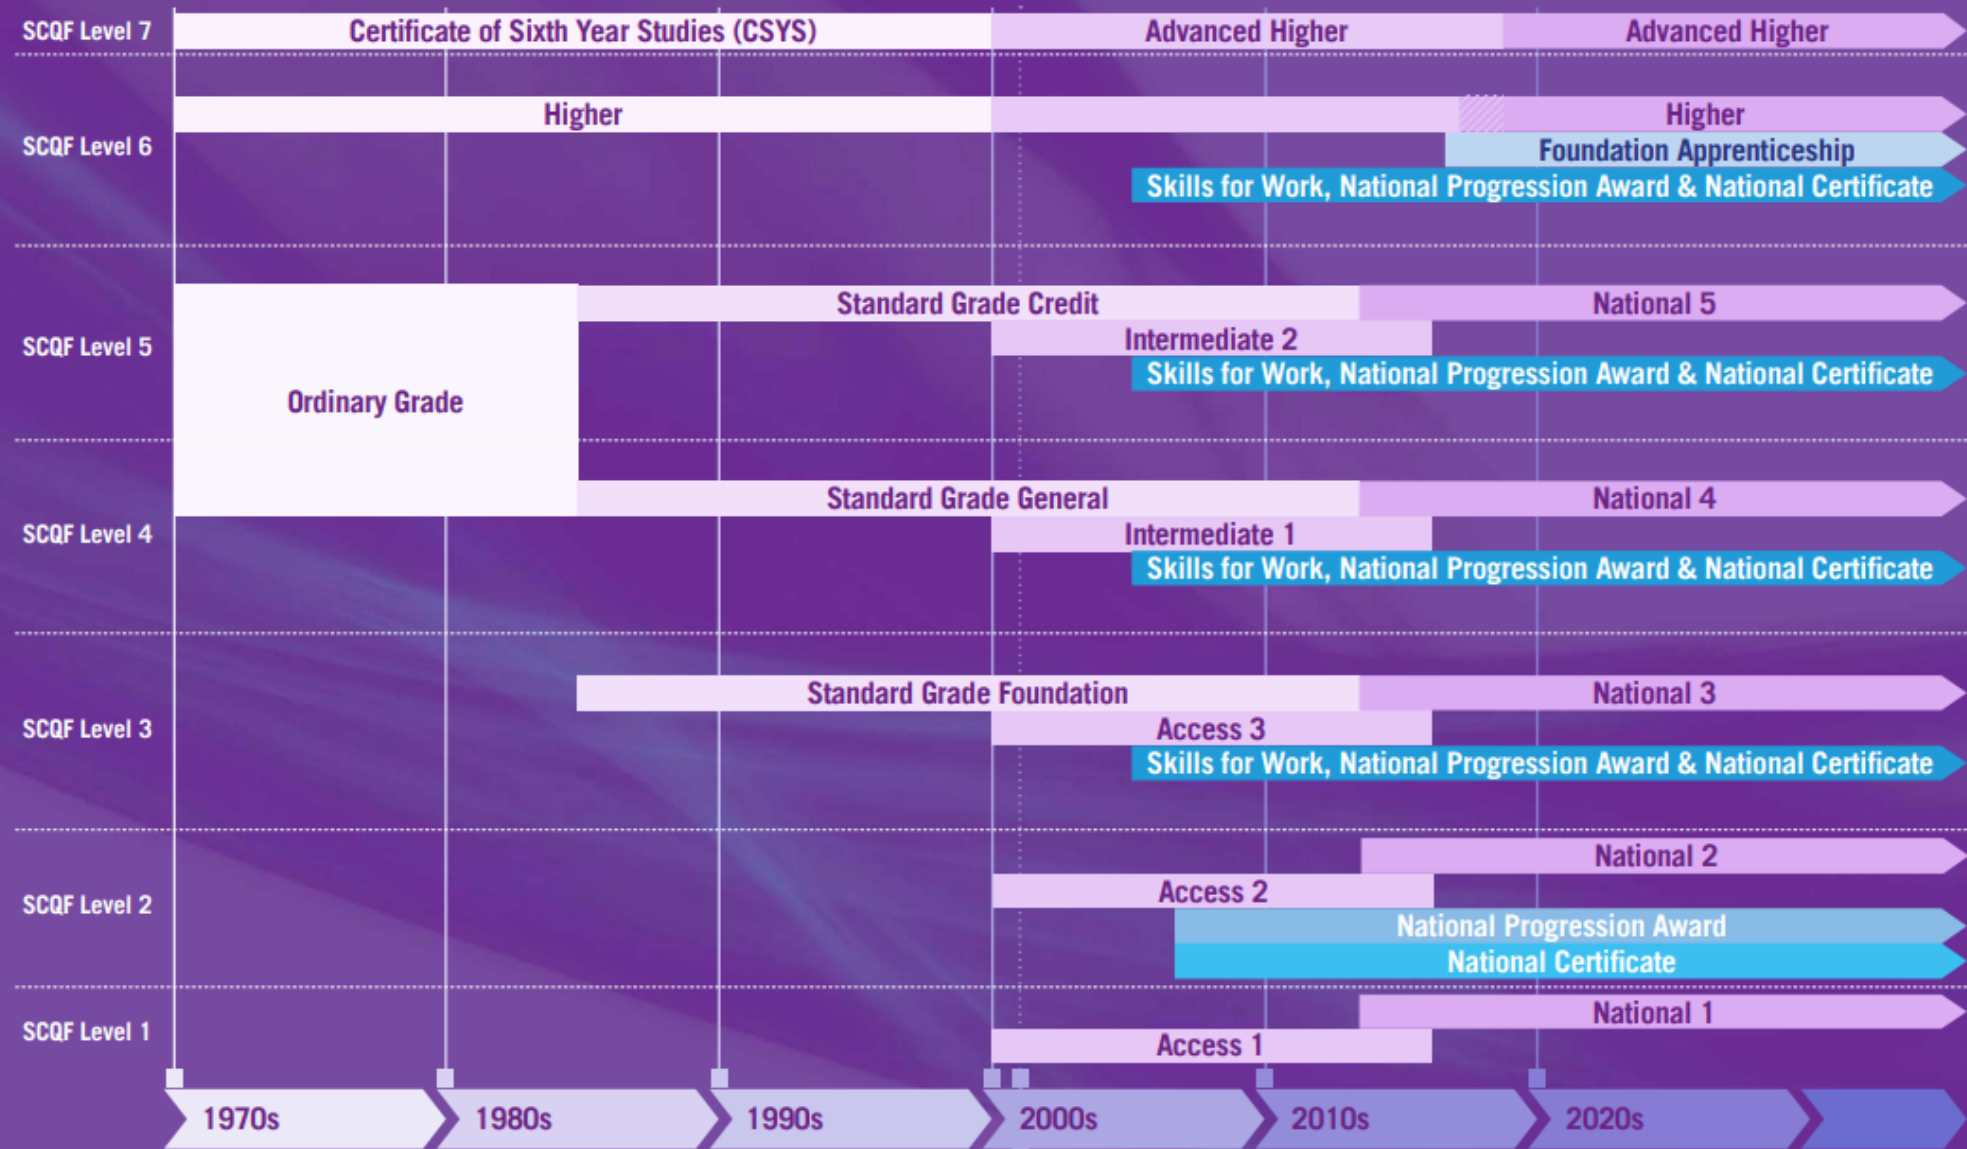 SCQF Level 7
Certificate of Sixth Year Studies (CSYS)
Advanced Higher
Advanced Higher
SCQF Level 6
Higher
Higher
Foundation Apprenticeship
Skills for Work, National Progression Award & National Certificate
SCQF Level 5
Ordinary Grade
Standard Grade Credit
National 5
Intermediate 2
Skills for Work, National Progression Award & National Certificate
SCQF Level 4
Standard Grade General
National 4
Intermediate 1
Skills for Work, National Progression Award & National Certificate
SCQF Level 3
Standard Grade Foundation
National 3
Access 3
Skills for Work, National Progression Award & National Certificate
SCQF Level 2
National 2
Access 2
National Progression Award
National Certificate
SCQF Level 1
National 1
Access 1
1970s
1980s
1990s
2000s
2010s
2020s